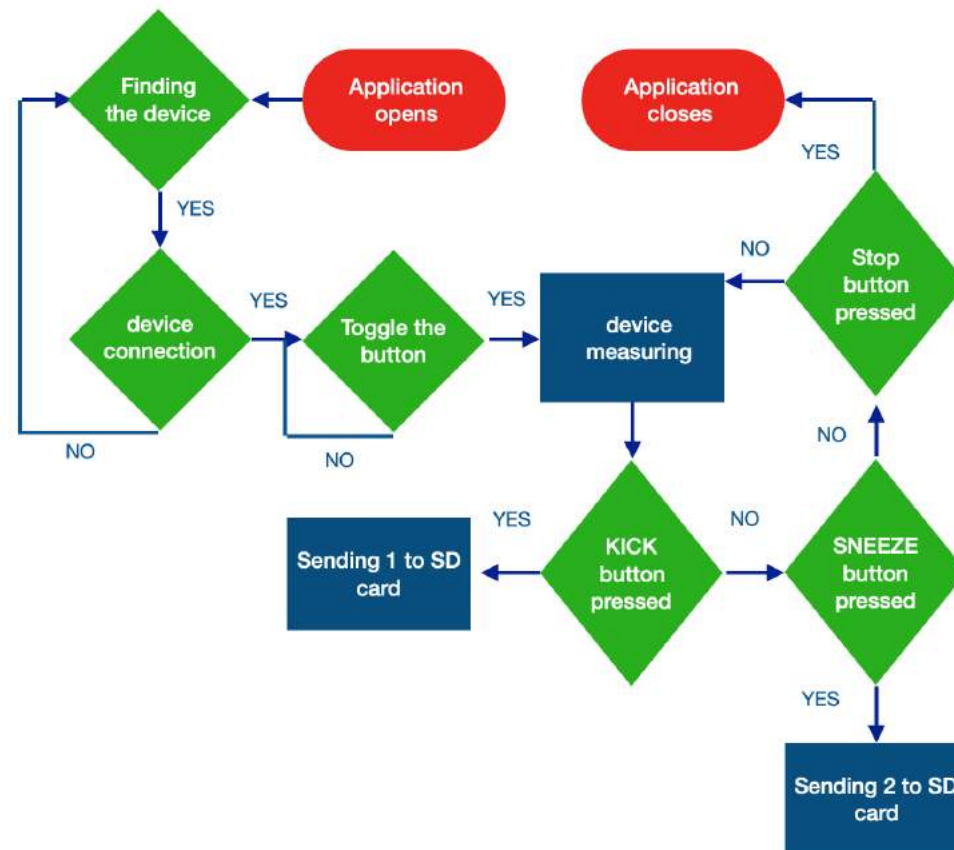 Finding
the device
Application
opens
Application
closes
YES
YES
device
connection
YES
Toggle the
button
YES
device
measuring
NO
Stop
button
pressed
NO
NO
NO
YES
KICK
button
pressed
NO
SNEEZE
button
pressed
Sending 1 to SD
card
YES
Sending 2 to SD
card